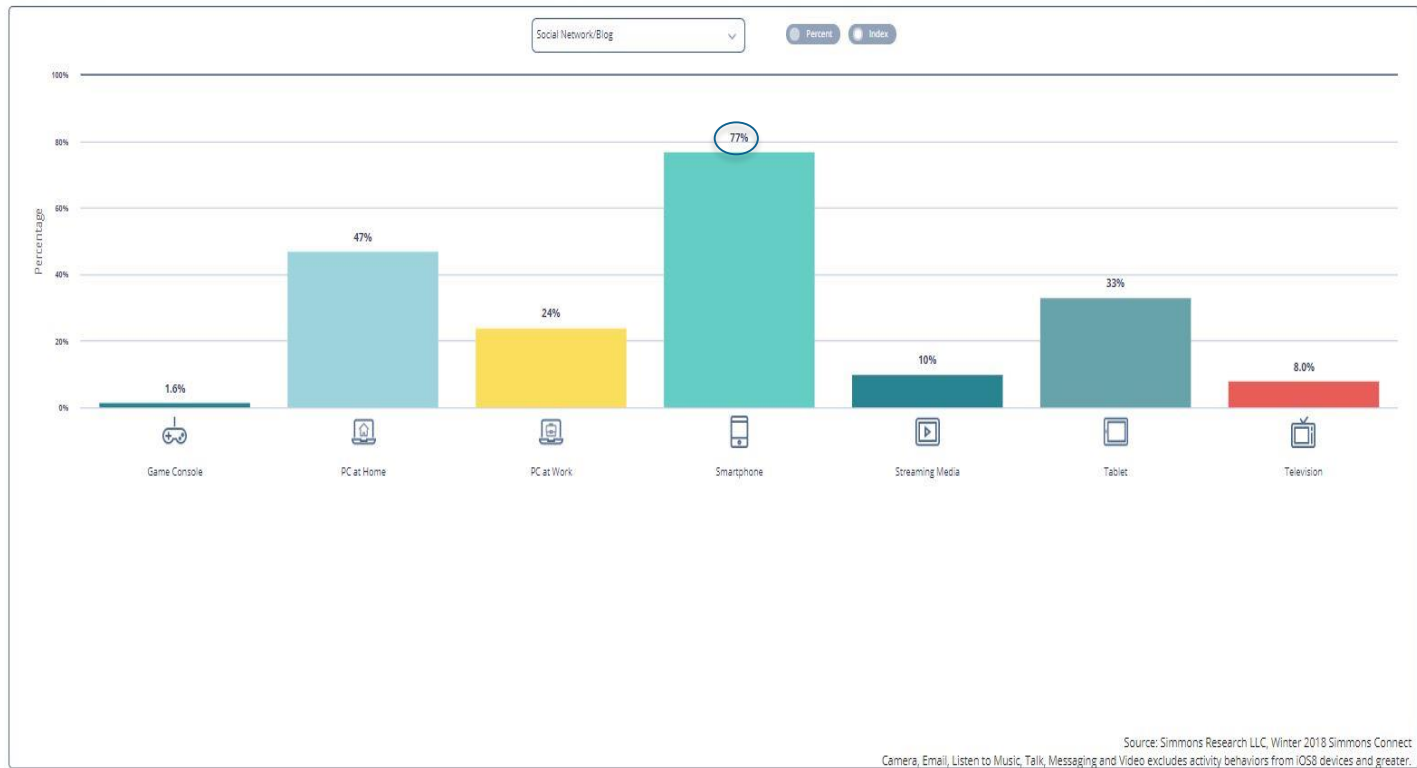 Social Network/Blog
Percent
Index
100%
80%
60%
40%
20%
0%
Percentage
1.6%
47%
24%
77%
10%
33%
8.0%
Game Console
PC at Home
PC at Work
Smartphone
Streaming Media
Tablet
Television
Source: Simmons Research LLC, Winter 2018 Simmons Connect
Camera, Email, Listen to Music, Talk, Messaging and Video excludes activity behaviors from iOS8 devices and greater.